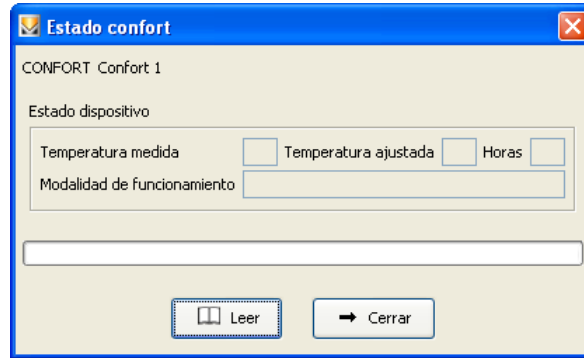 Estado confort
CONFORT Confort 1
Estado dispositivo
Temperatura medida Temperatura ajustada Horas
Modalidad de funcionamiento
Leer Cerrar